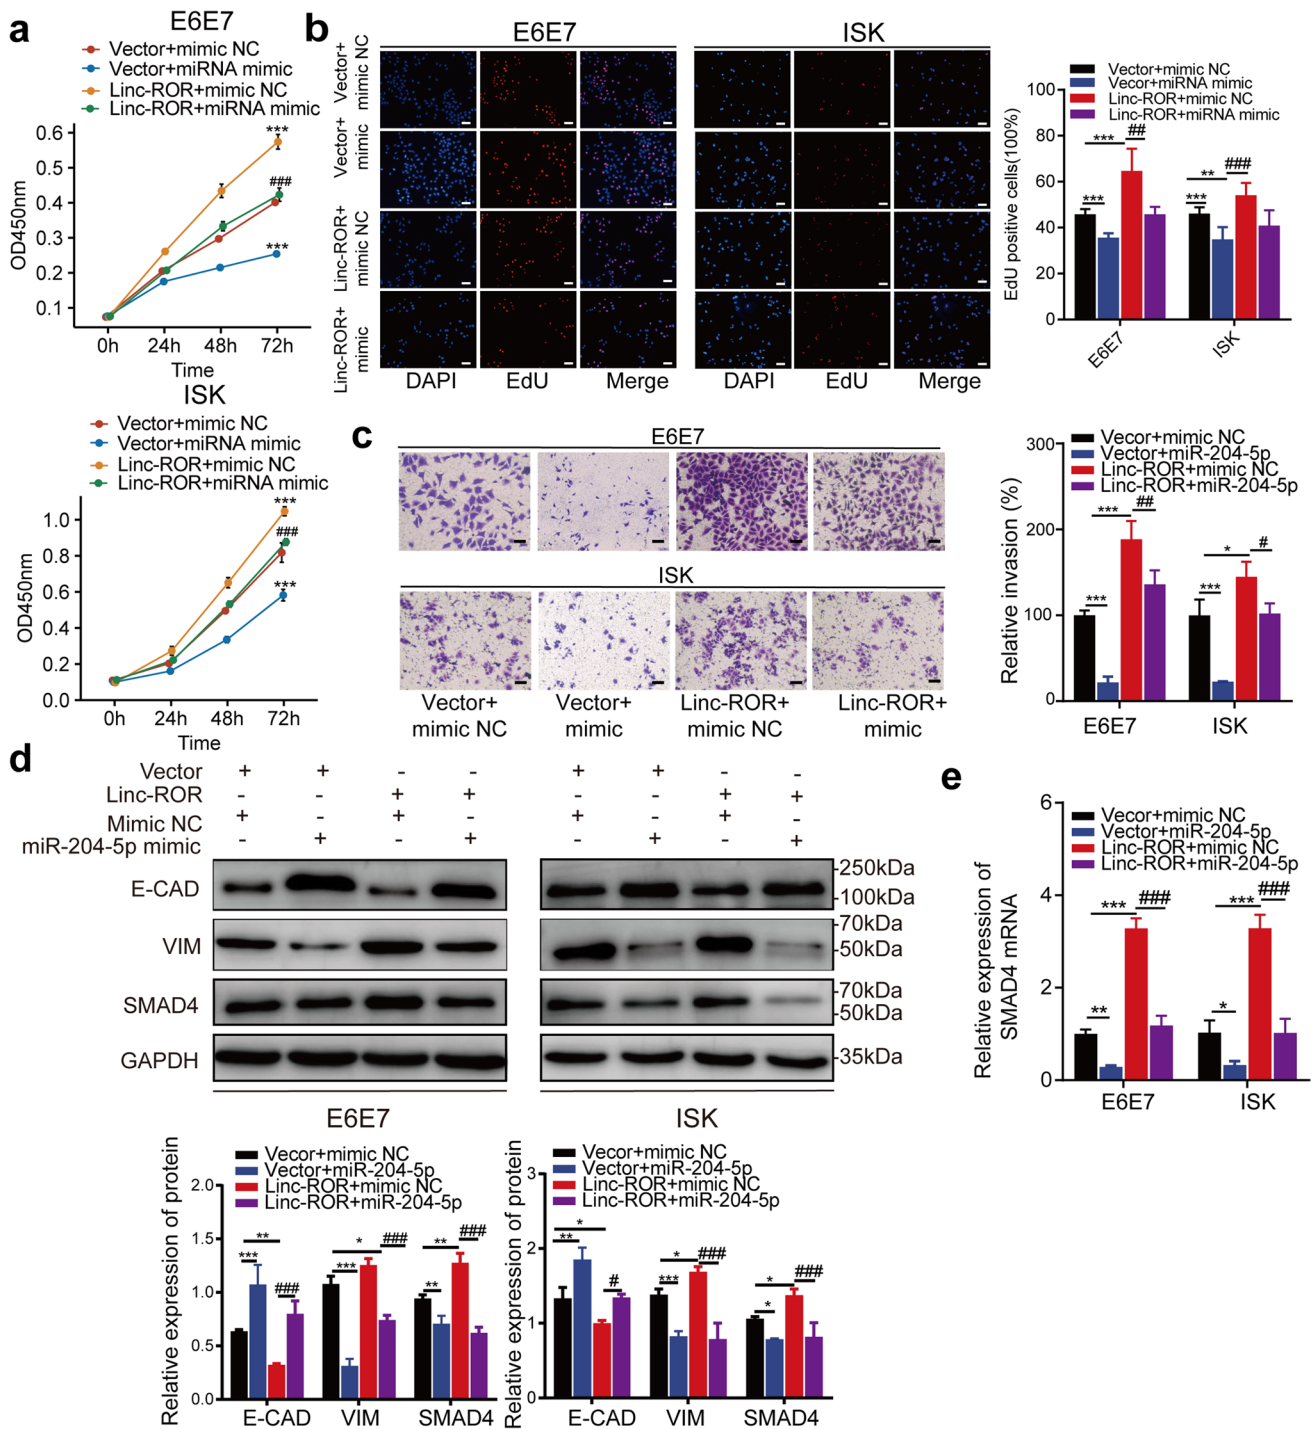 a
E6E7
Vector+mimic NC
Vector+miRNA mimic
Linc-ROR+mimic NC
Linc-ROR+miRNA mimic
OD450nm
0.6
0.5
0.4
0.3
0.2
0.1
***
###
***
0h 24h 48h 72h
Time
ISK
Vector+mimic NC
Vector+miRNA mimic
Linc-ROR+mimic NC
Linc-ROR+miRNA mimic
OD450nm
1.0
0.8
0.6
0.4
0.2
0.0
***
###
***
0h 24h 48h 72h
Time
b
E6E7 ISK
Vector+
mimic NC
Vector+
mimic
Linc-ROR+
mimic NC
Linc-ROR+
mimic
DAPI EdU Merge DAPI EdU Merge
Vector+mimic NC
Vecor+miRNA mimic
Linc-ROR+mimic NC
Linc-ROR+miRNA mimic
EdU positive cells(100%)
100
80
60
40
20
0
*** *** ##
*** ** ###
E6E7 ISK
c
E6E7
ISK
Vector+
mimic NC
Vector+
mimic
Linc-ROR+
mimic NC
Linc-ROR+
mimic
Vecor+mimic NC
Vector+miR-204-5p
Linc-ROR+mimic NC
Linc-ROR+miR-204-5p
Relative invasion (%)
300
200
100
0
*** *** ##
*** * #
E6E7 ISK
d
Vector + + - - + + - -
Linc-ROR - - + + - - + +
Mimic NC + - + - + - + -
miR-204-5p mimic - + - + - + - +
E-CAD
-250kDa
-100kDa
VIM
-70kDa
-50kDa
SMAD4
-70kDa
-50kDa
GAPDH
-35kDa
E6E7 ISK
Vecor+mimic NC
Vector+miR-204-5p
Linc-ROR+mimic NC
Linc-ROR+miR-204-5p
Relative expression of protein
2.0
1.5
1.0
0.5
0.0
*** ** ###
*** * ###
** ** ###
E-CAD VIM SMAD4
Vecor+mimic NC
Vector+miR-204-5p
Linc-ROR+mimic NC
Linc-ROR+miR-204-5p
Relative expression of protein
3
2
1
0
** * #
*** * ###
* * ###
E-CAD VIM SMAD4
e
Vecor+mimic NC
Vector+miR-204-5p
Linc-ROR+mimic NC
Linc-ROR+miR-204-5p
Relative expression of
SMAD4 mRNA
6
4
2
0
** *** ###
* *** ###
E6E7 ISK